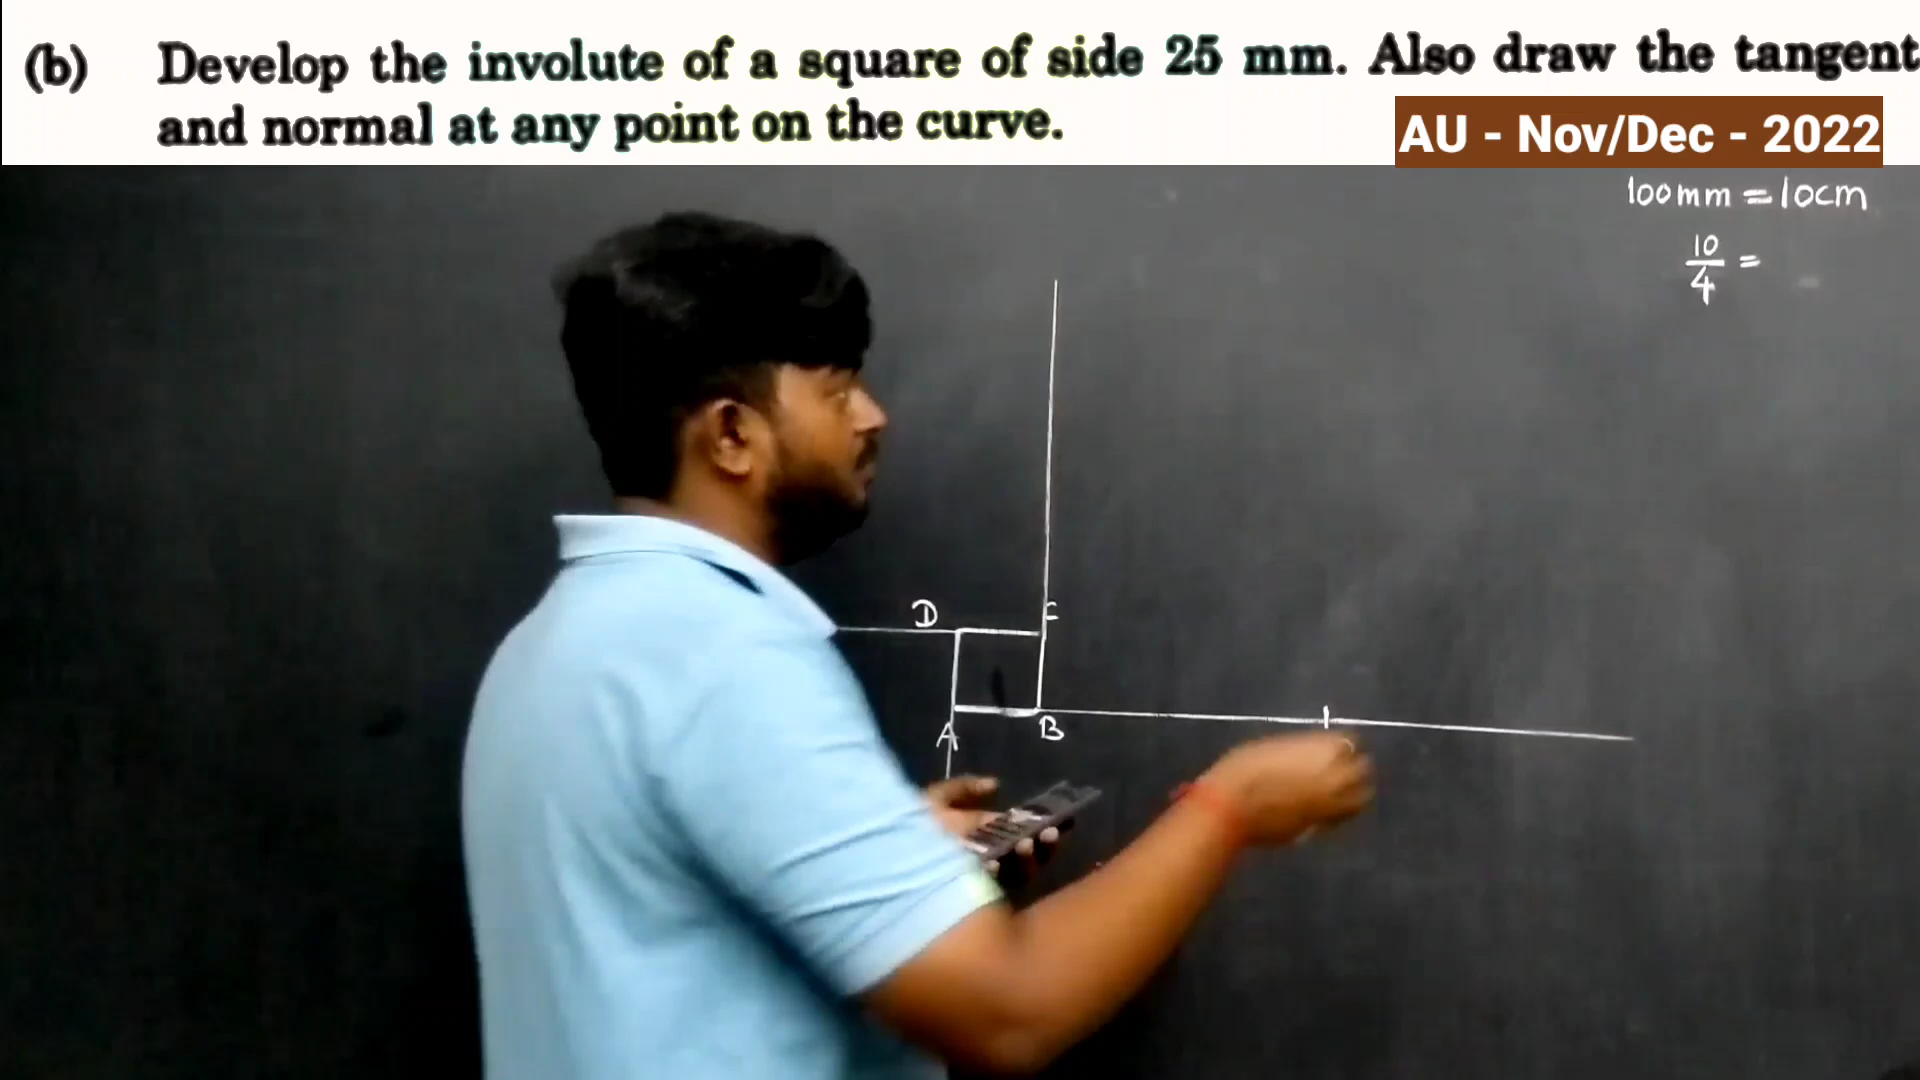 (b) Develop the involute of a square of side 25 mm. Also draw the tangent
and normal at any point on the curve.
AU - Nov/Dec - 2022
100mm = 10cm
10
4 =
D
A B